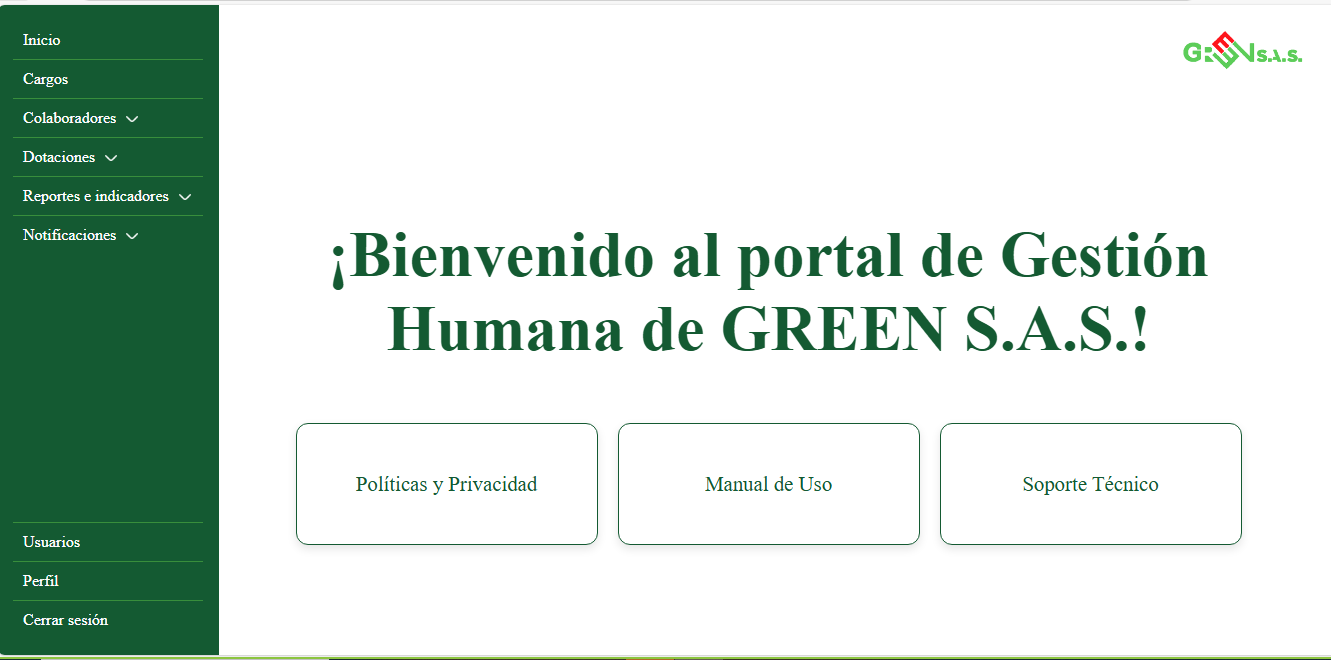 Inicio
Cargos
Colaboradores
Dotaciones
Reportes e indicadores
Notificaciones
Usuarios
Perfil
Cerrar sesión
GREEN S.A.S.
¡Bienvenido al portal de Gestión
Humana de GREEN S.A.S.!
Políticas y Privacidad
Manual de Uso
Soporte Técnico